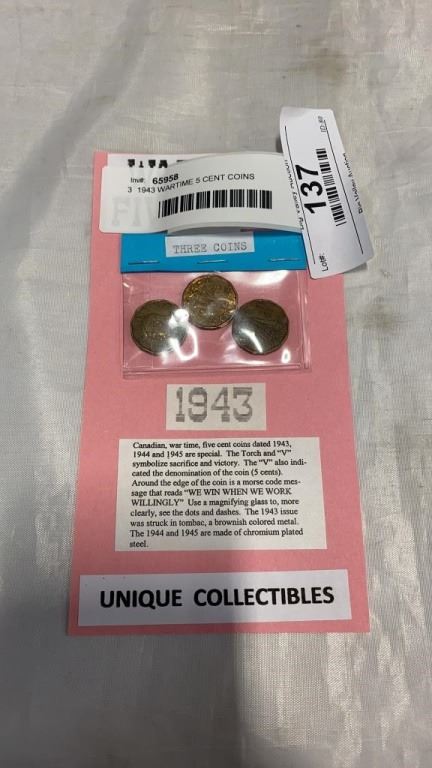 Inv#: 65958
3 1943 WARTIME 5 CENT COINS
Lot#: 137
THREE COINS
1943
Canadian, war time, five cent coins dated 1943,
1944 and 1945 are special. The Torch and "V"
symbolize sacrifice and victory. The "V" also indi-
cated the denomination of the coin (5 cents).
Around the edge of the coin is a morse code mes-
sage that reads "WE WIN WHEN WE WORK
WILLINGLY" Use a magnifying glass to, more
clearly, see the dots and dashes. The 1943 issue
was struck in tombac, a brownish colored metal.
The 1944 and 1945 are made of chromium plated
steel.
UNIQUE COLLECTIBLES